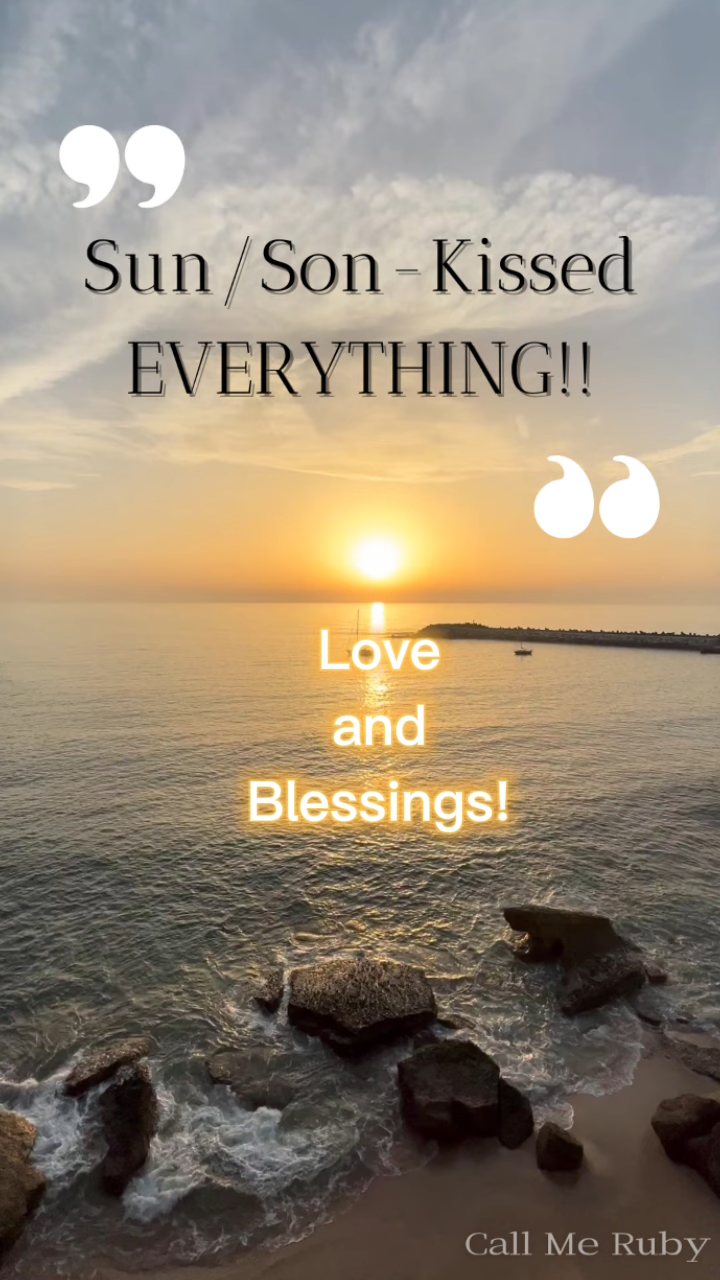 ”
Sun/Son-Kissed
EVERYTHING!!
“
Love
and
Blessings!
Call Me Ruby